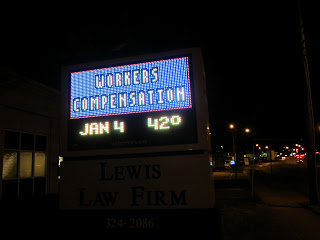 WORKERS
COMPENSATION
JAN 4 42°
LEWIS
LAW FIRM
324-2086